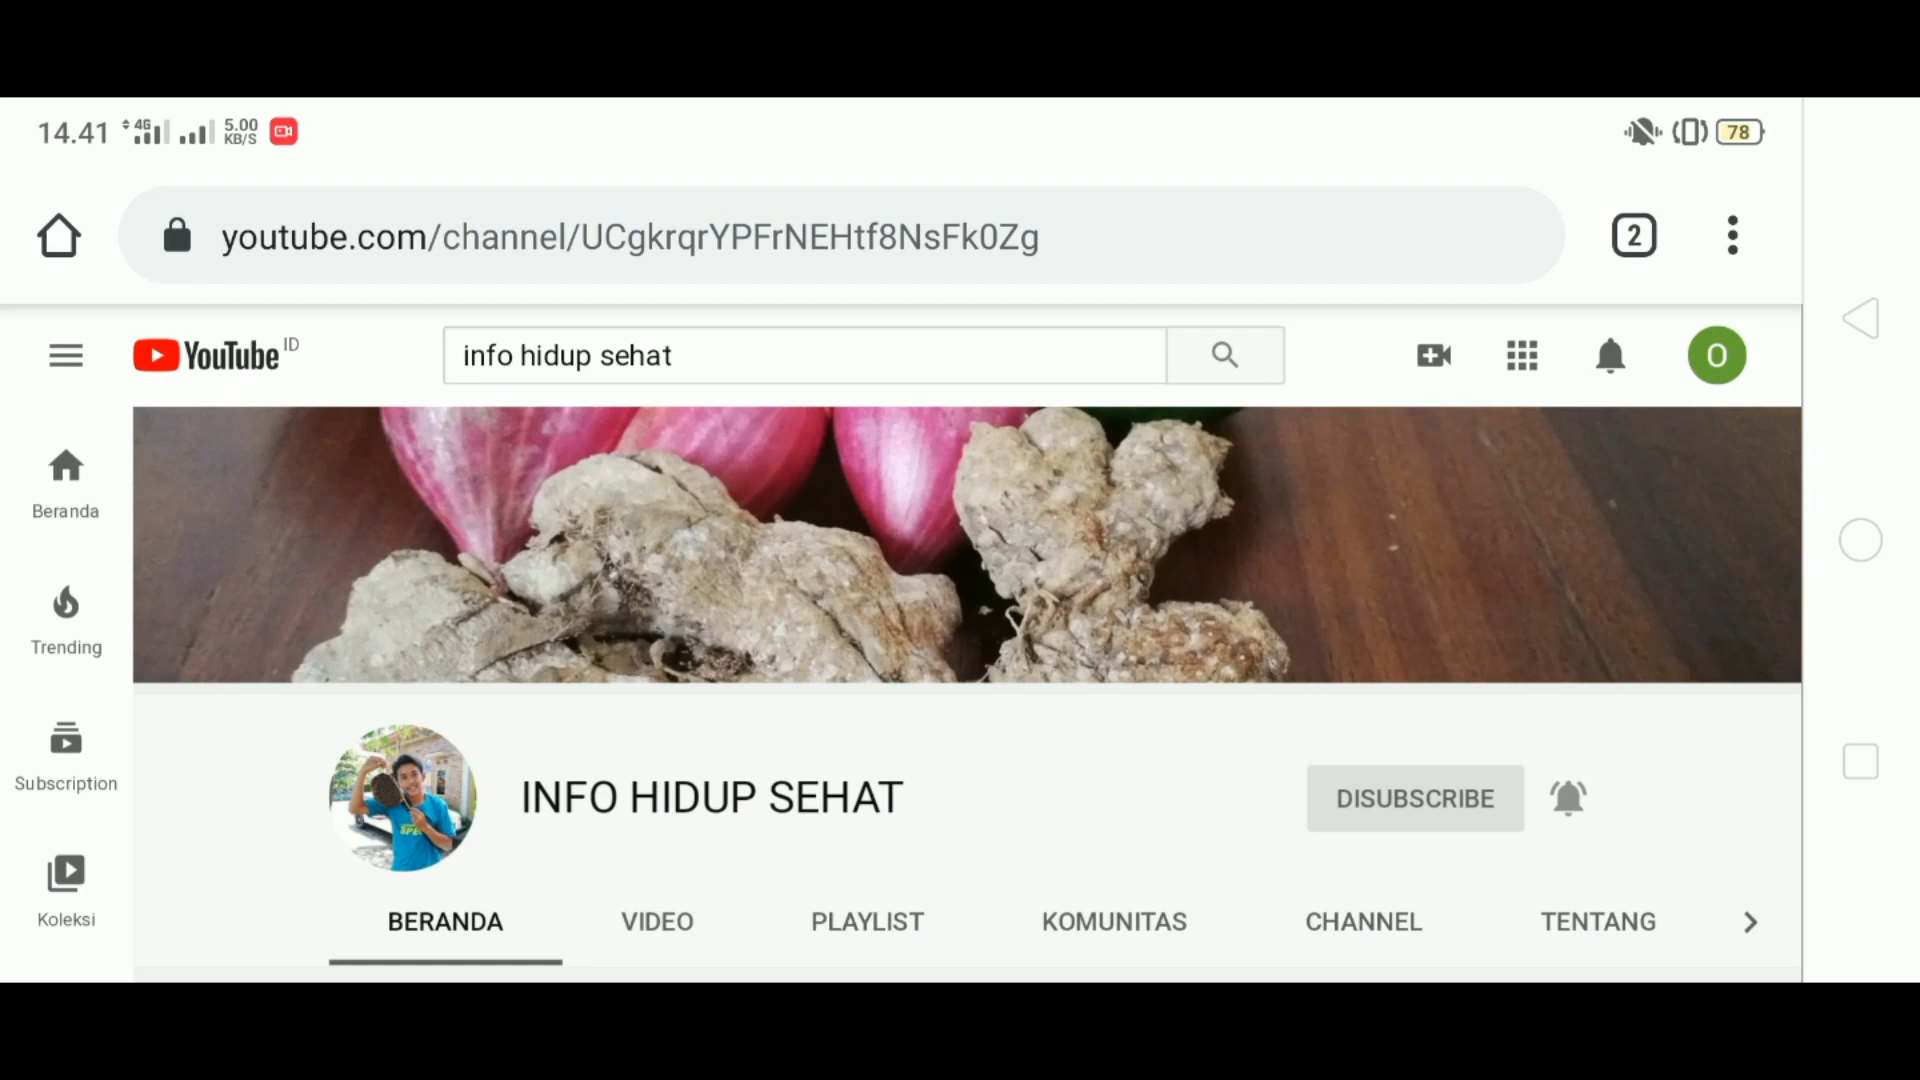 14.41 4G 5.00 KB/S 78
youtube.com/channel/UCgkrqrYPFrNEHtf8NsFk0Zg 2
YouTube ID info hidup sehat O
Beranda
Trending
Subscription
Koleksi
INFO HIDUP SEHAT DISUBSCRIBE
BERANDA VIDEO PLAYLIST KOMUNITAS CHANNEL TENTANG